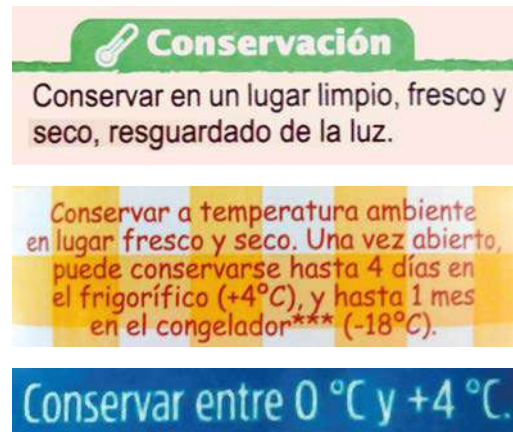 Conservación
Conservar en un lugar limpio, fresco y
seco, resguardado de la luz.
Conservar a temperatura ambiente
en lugar fresco y seco. Una vez abierto,
puede conservarse hasta 4 días en
el frigorífico (+4°C), y hasta 1 mes
en el congelador*** (-18°C).
Conservar entre 0 °C y +4 °C.